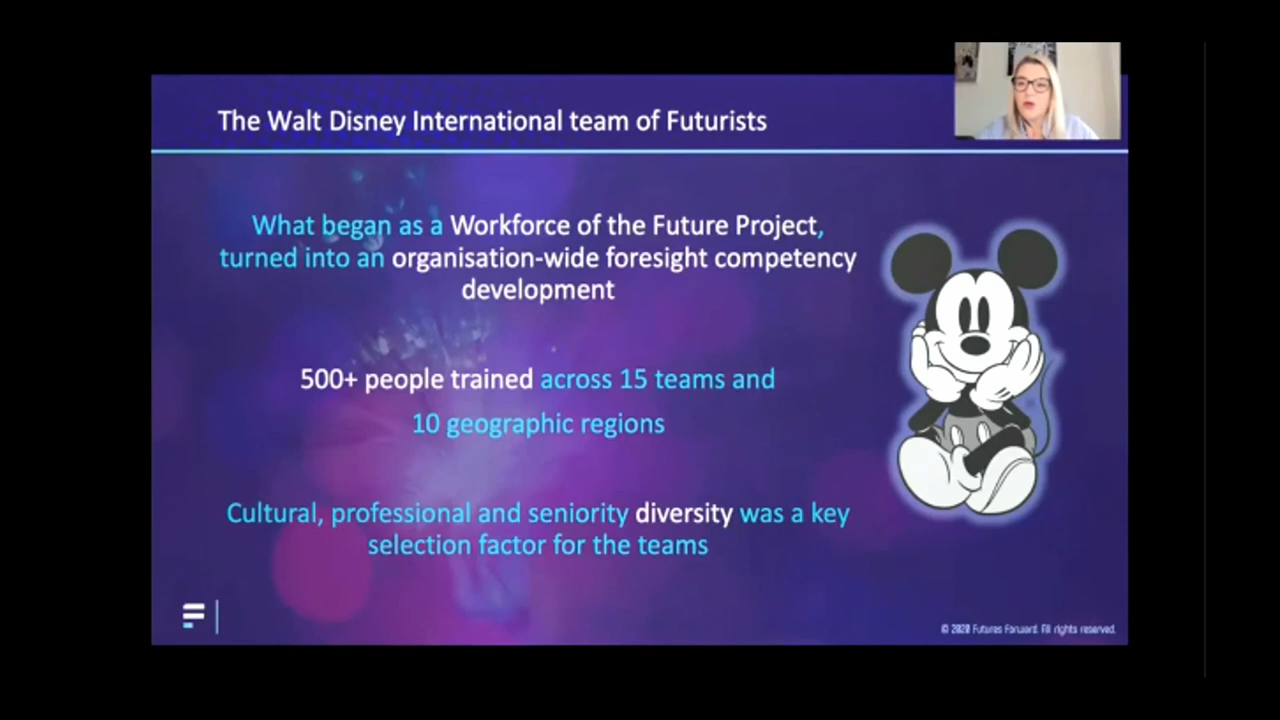 The Walt Disney International team of Futurists
What began as a Workforce of the Future Project,
turned into an organisation-wide foresight competency
development
500+ people trained across 15 teams and
10 geographic regions
Cultural, professional and seniority diversity was a key
selection factor for the teams
© 2020 Futures Forward. All rights reserved.